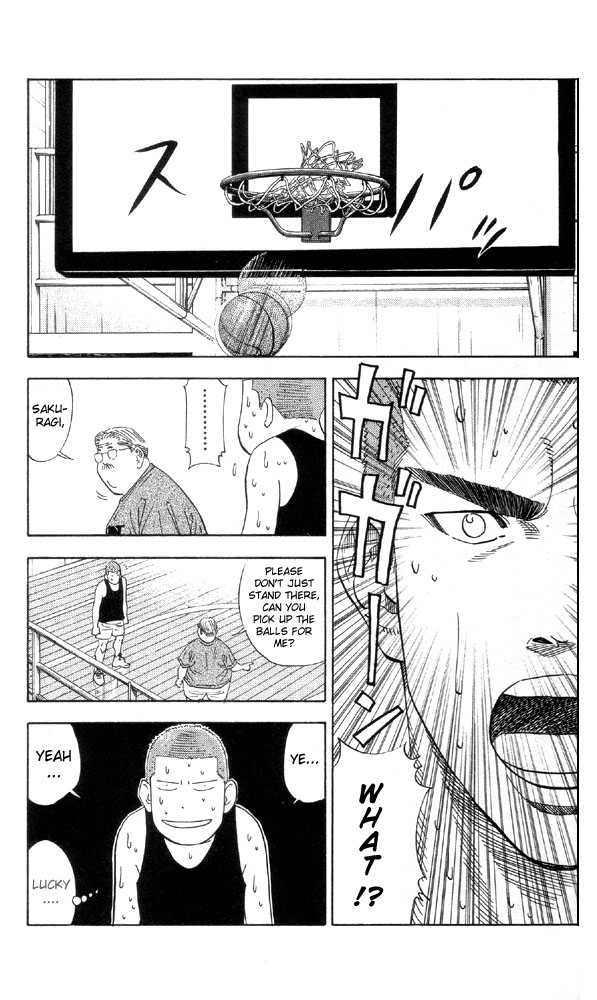 スパッ
ガガーーン
WHAT!?
SAKU-
RAGI,
PLEASE
DON'T JUST
STAND THERE,
CAN YOU
PICK UP THE
BALLS FOR
ME?
YE...
YEAH
...
LUCKY
....